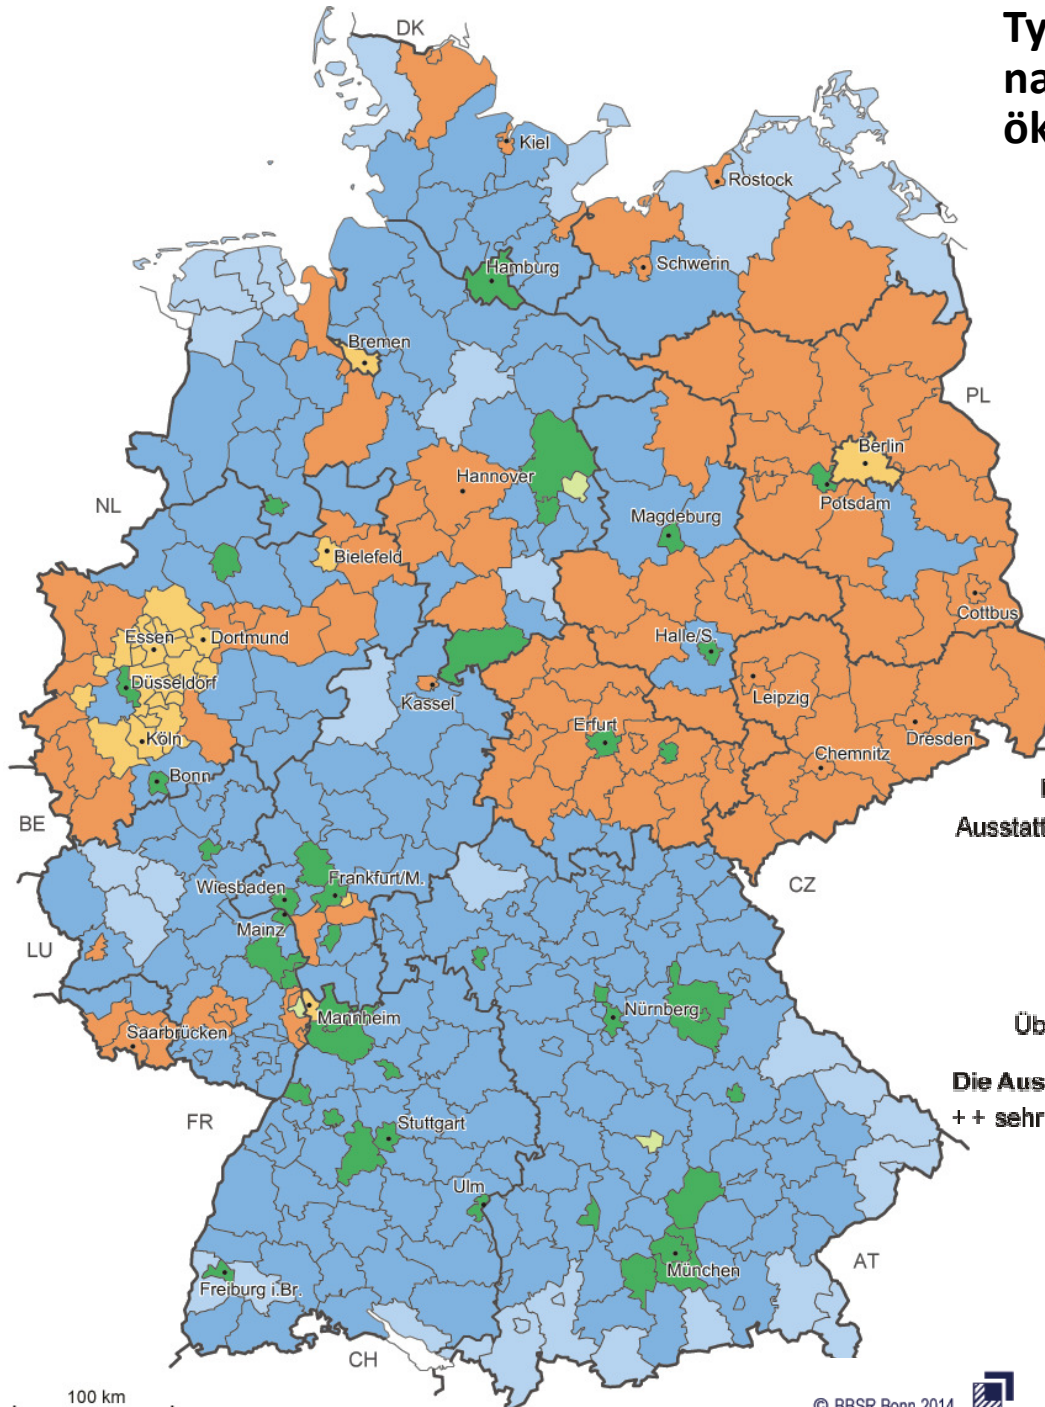 Ty
na
ök
DK
Kiel
Rostock
Hamburg
Schwerin
Bremen
PL
Berlin
Hannover
NL
Potsdam
Magdeburg
Bielefeld
Cottbus
Essen
Dortmund
Halle/S.
Düsseldorf
Leipzig
Kassel
Erfurt
Dresden
Köln
Chemnitz
Bonn
BE
Ausstatt
CZ
Wiesbaden
Frankfurt/M.
Mainz
LU
Nürnberg
Mannheim
Saarbrücken
Üb
Die Aus
+ + sehr
FR
Stuttgart
Ulm
AT
München
Freiburg i.Br.
CH
100 km
© BBSR Bonn 2014